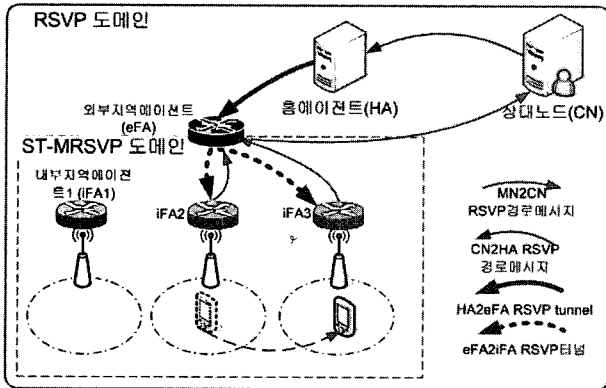 RSVP 도메인
외부지역에이젼트
(eFA)
홈에이젼트(HA)
상대노드(CN)
ST-MRSVP 도메인
내부지역에이젼
트1 (iFA1)
iFA2
iFA3
MN2CN
RSVP경로메시지
CN2HA RSVP
경로메시지
HA2eFA RSVP tunnel
eFA2iFA RSVP터널